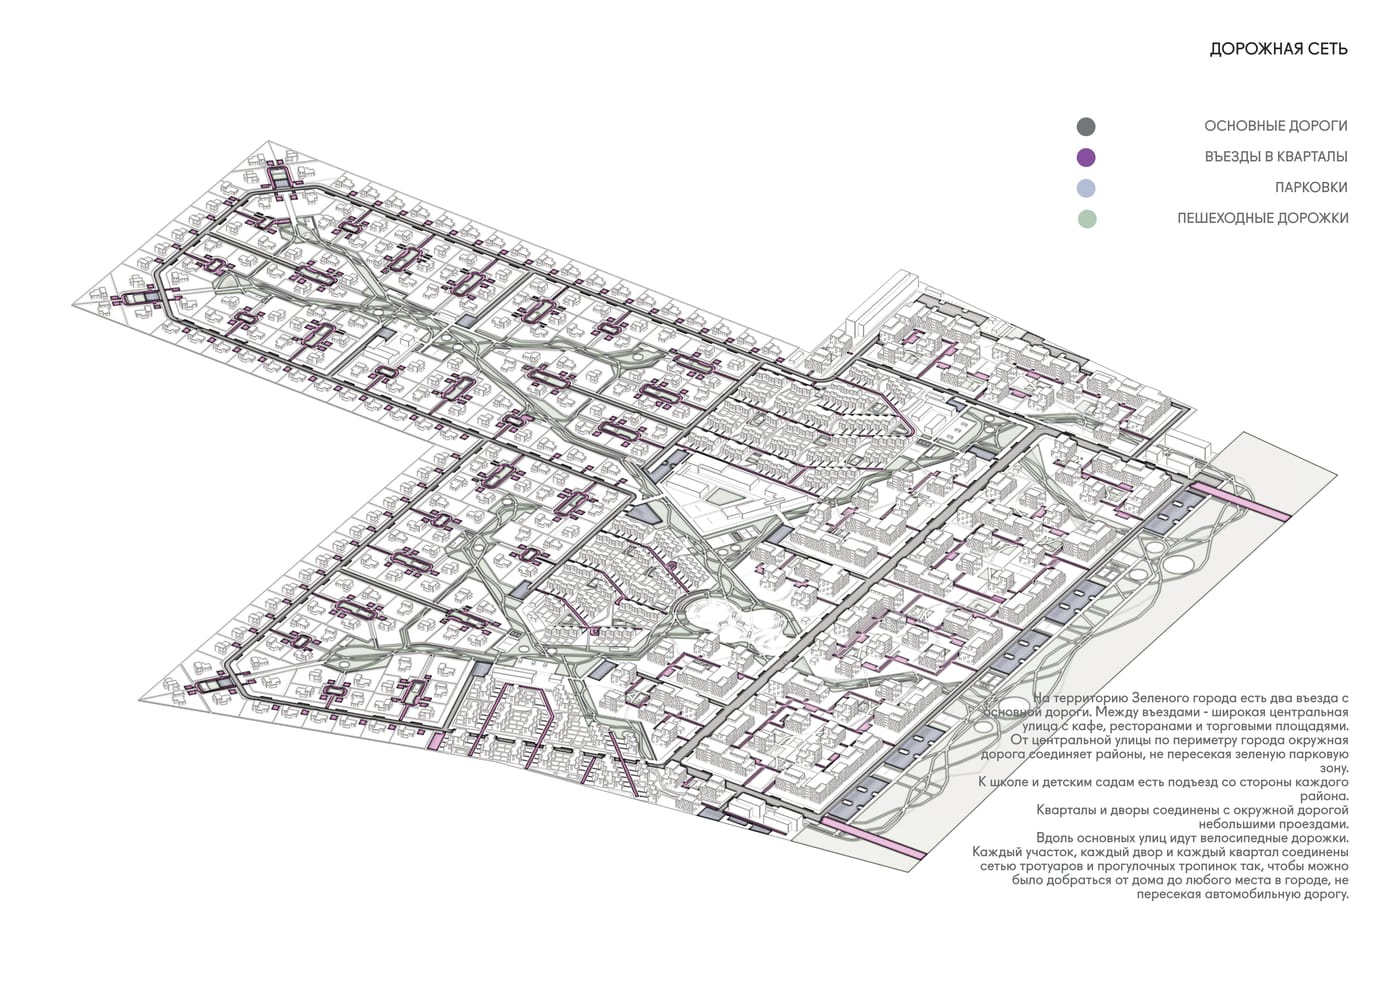 ДОРОЖНАЯ СЕТЬ
ОСНОВНЫЕ ДОРОГИ
ВЪЕЗДЫ В КВАРТАЛЫ
ПАРКОВКИ
ПЕШЕХОДНЫЕ ДОРОЖКИ
На территорию Зеленого города есть два въезда с
основной дороги. Между въездами - широкая центральная
улица с кафе, ресторанами и торговыми площадями.
От центральной улицы по периметру города окружная
дорога соединяет районы, не пересекая зеленую парковую
зону.
К школе и детским садам есть подъезд со стороны каждого
района.
Кварталы и дворы соединены с окружной дорогой
небольшими проездами.
Вдоль основных улиц идут велосипедные дорожки.
Каждый участок, каждый двор и каждый квартал соединены
сетью тротуаров и прогулочных тропинок так, чтобы можно
было добраться от дома до любого места в городе, не
пересекая автомобильную дорогу.